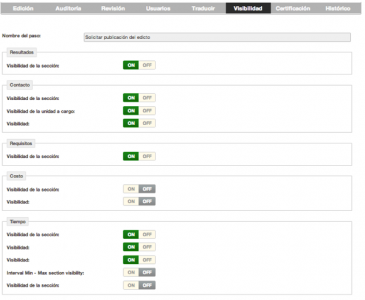 Edición Auditoría Revisión Usuarios Traducir Visibilidad Certificación Histórico
Nombre del paso: Solicitar publicación del edicto
Resultados
Visibilidad de la sección: ON OFF
Contacto
Visibilidad de la sección: ON OFF
Visibilidad de la unidad a cargo: ON OFF
Visibilidad: ON OFF
Requisitos
Visibilidad de la sección: ON OFF
Costo
Visibilidad de la sección: ON OFF
Visibilidad: ON OFF
Tiempo
Visibilidad de la sección: ON OFF
Visibilidad: ON OFF
Visibilidad: ON OFF
Interval Min - Max section visibility: ON OFF
Visibilidad de la sección: ON OFF